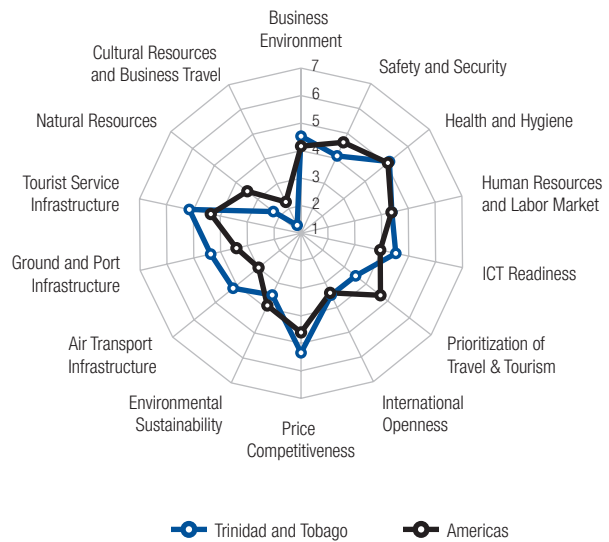 Business
Environment
Cultural Resources
and Business Travel
7
Safety and Security
6
Natural Resources
5
Health and Hygiene
4
3
Tourist Service
Infrastructure
2
Human Resources
and Labor Market
1
Ground and Port
Infrastructure
ICT Readiness
Air Transport
Infrastructure
Prioritization of
Travel & Tourism
Environmental
Sustainability
International
Openness
Price
Competitiveness
Trinidad and Tobago
Americas